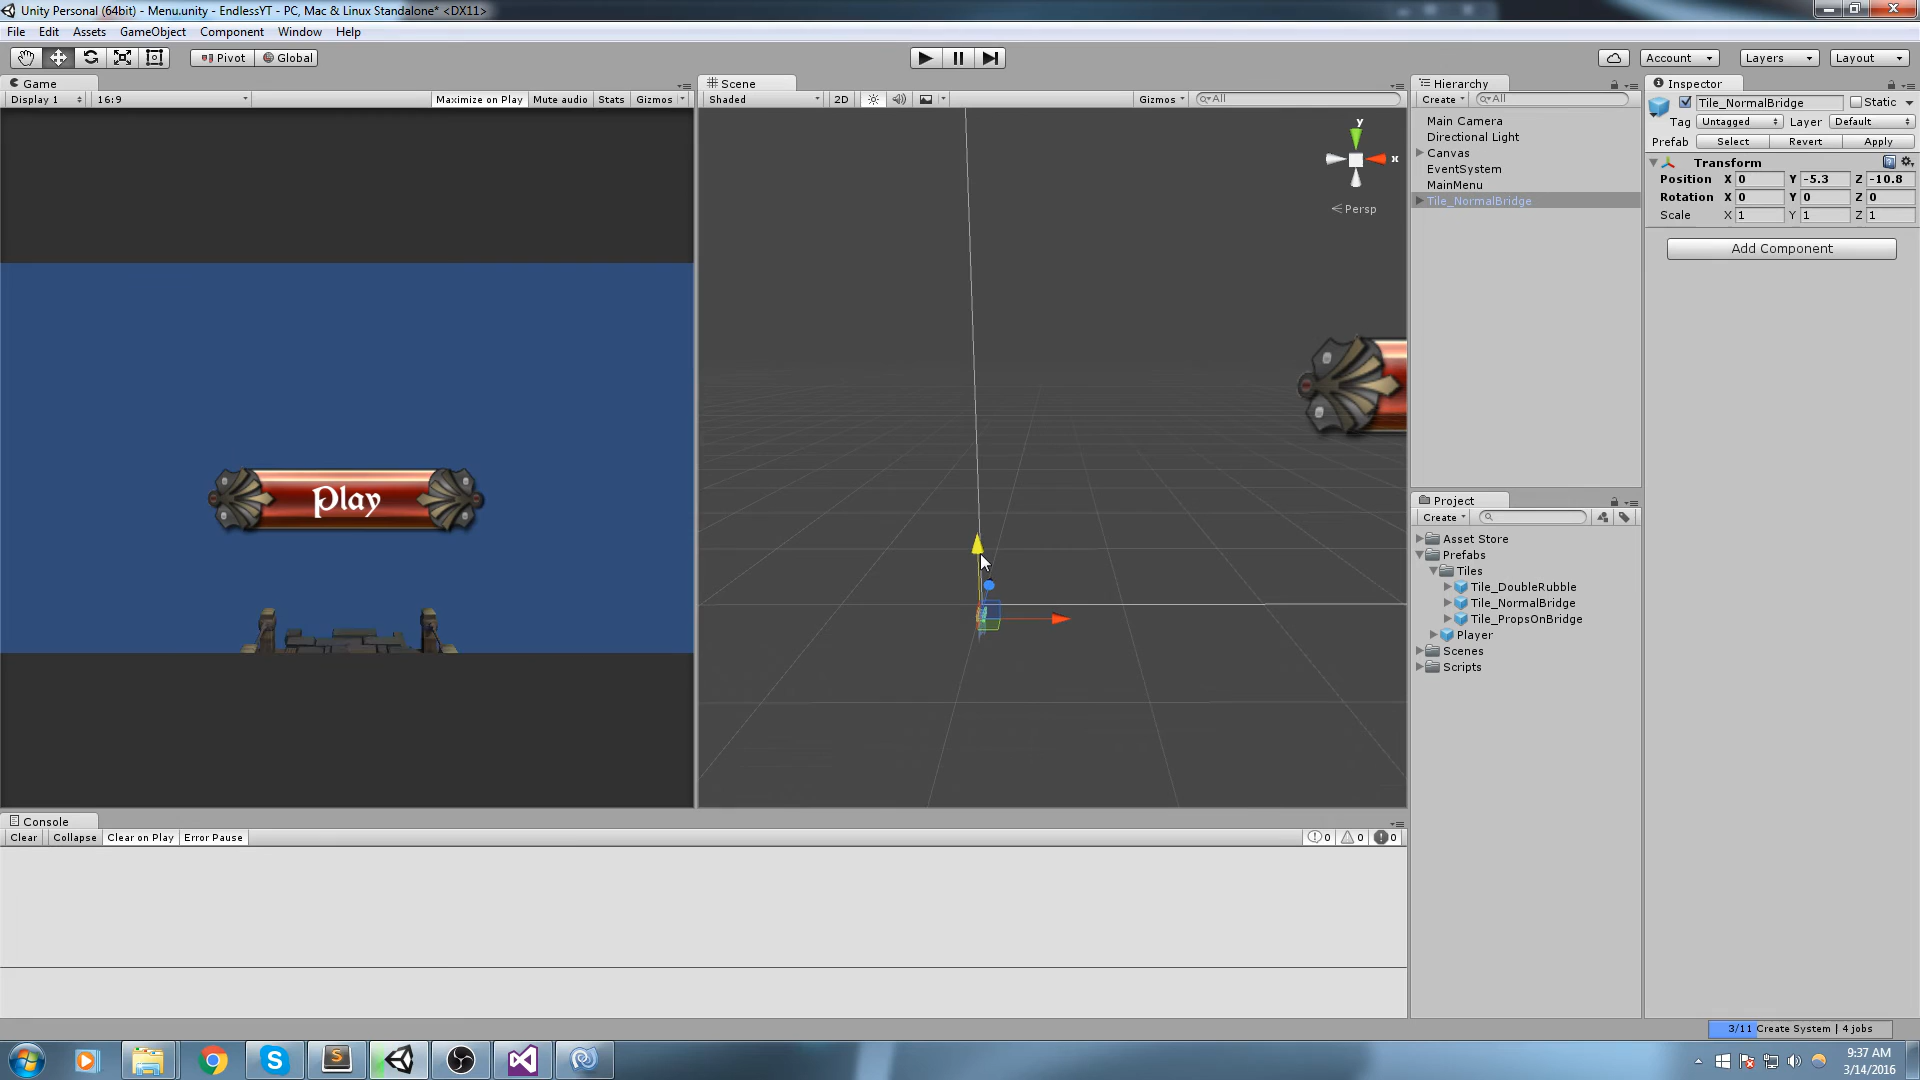 Unity Personal (64bit) - Menu.unity - EndlessYT - PC, Mac & Linux Standalone* <DX11>
File Edit Assets GameObject Component Window Help
Pivot Global Account Layers Layout
Game
Display 1 16:9 Maximize on Play Mute audio Stats Gizmos
Play
Scene
Shaded 2D Gizmos All
y
x
Persp
Hierarchy
Create All
Main Camera
Directional Light
Canvas
EventSystem
MainMenu
Tile_NormalBridge
Project
Create
Asset Store
Prefabs
Tiles
Tile_DoubleRubble
Tile_NormalBridge
Tile_PropsOnBridge
Player
Scenes
Scripts
Inspector
Tile_NormalBridge Static
Tag Untagged Layer Default
Prefab Select Revert Apply
Transform
Position X 0 Y -5.3 Z -10.8
Rotation X 0 Y 0 Z 0
Scale X 1 Y 1 Z 1
Add Component
Console
Clear Collapse Clear on Play Error Pause 0 0 0
3/11 Create System | 4 jobs
9:37 AM
3/14/2016